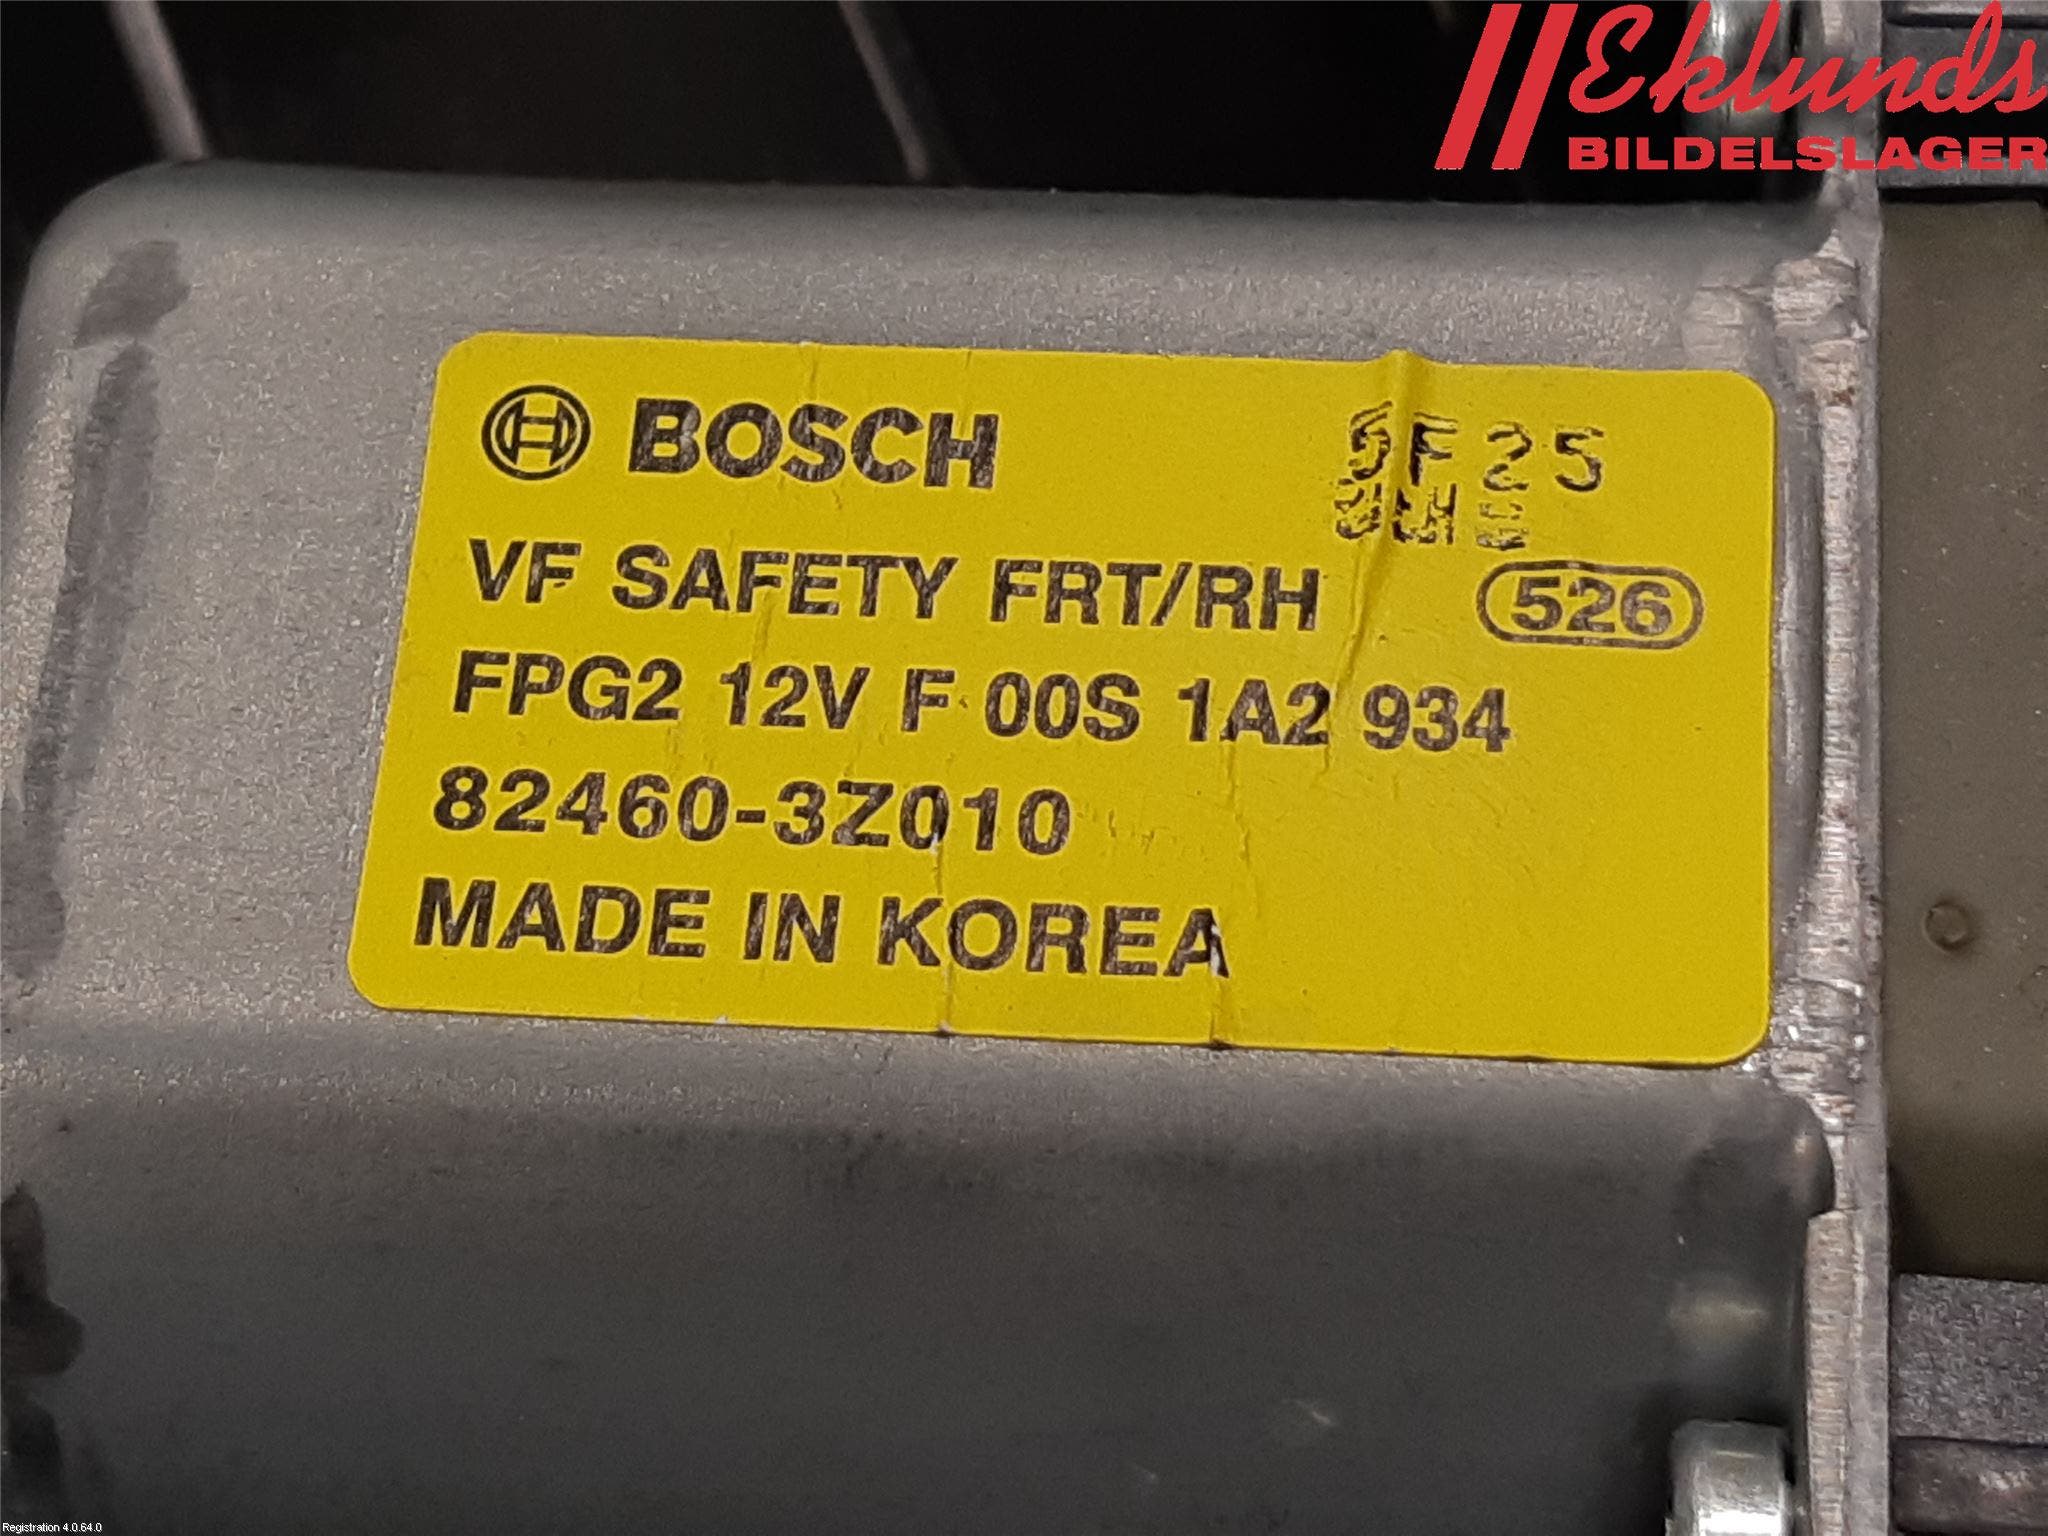 Eklunds
BILDELSLAGER
BOSCH
5F25
VF SAFETY FRT/RH
526
FPG2 12V F 00S 1A2 934
82460-3Z010
MADE IN KOREA
Registration 4.0.64.0